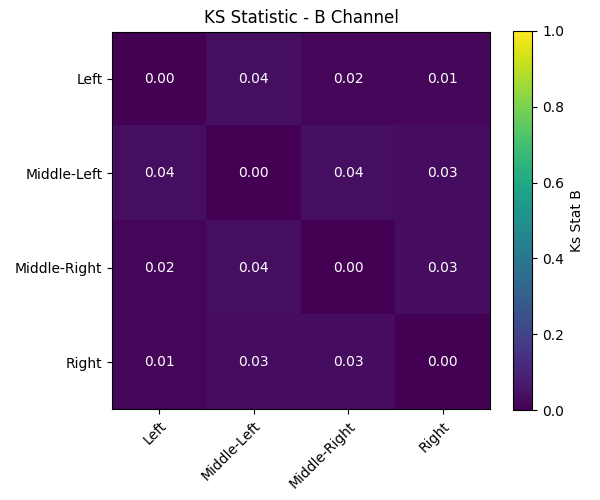 KS Statistic - B Channel
Left 0.00 0.04 0.02 0.01
Middle-Left 0.04 0.00 0.04 0.03
Middle-Right 0.02 0.04 0.00 0.03
Right 0.01 0.03 0.03 0.00
Left Middle-Left Middle-Right Right
1.0
0.8
0.6
0.4
0.2
0.0
Ks Stat B